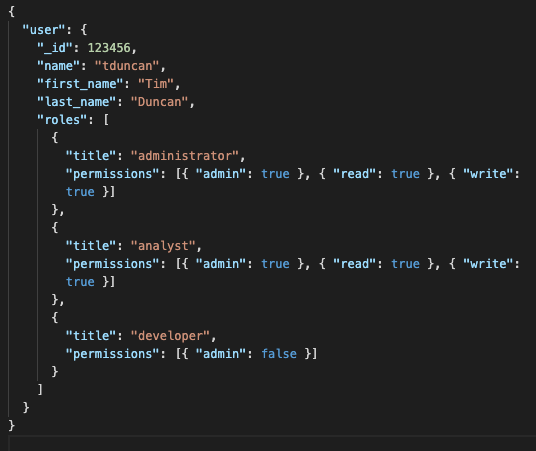 {
  "user": {
    "_id": 123456,
    "name": "tduncan",
    "first_name": "Tim",
    "last_name": "Duncan",
    "roles": [
      {
        "title": "administrator",
        "permissions": [{ "admin": true }, { "read": true }, { "write":
        true }]
      },
      {
        "title": "analyst",
        "permissions": [{ "admin": true }, { "read": true }, { "write":
        true }]
      },
      {
        "title": "developer",
        "permissions": [{ "admin": false }]
      }
    ]
  }
}